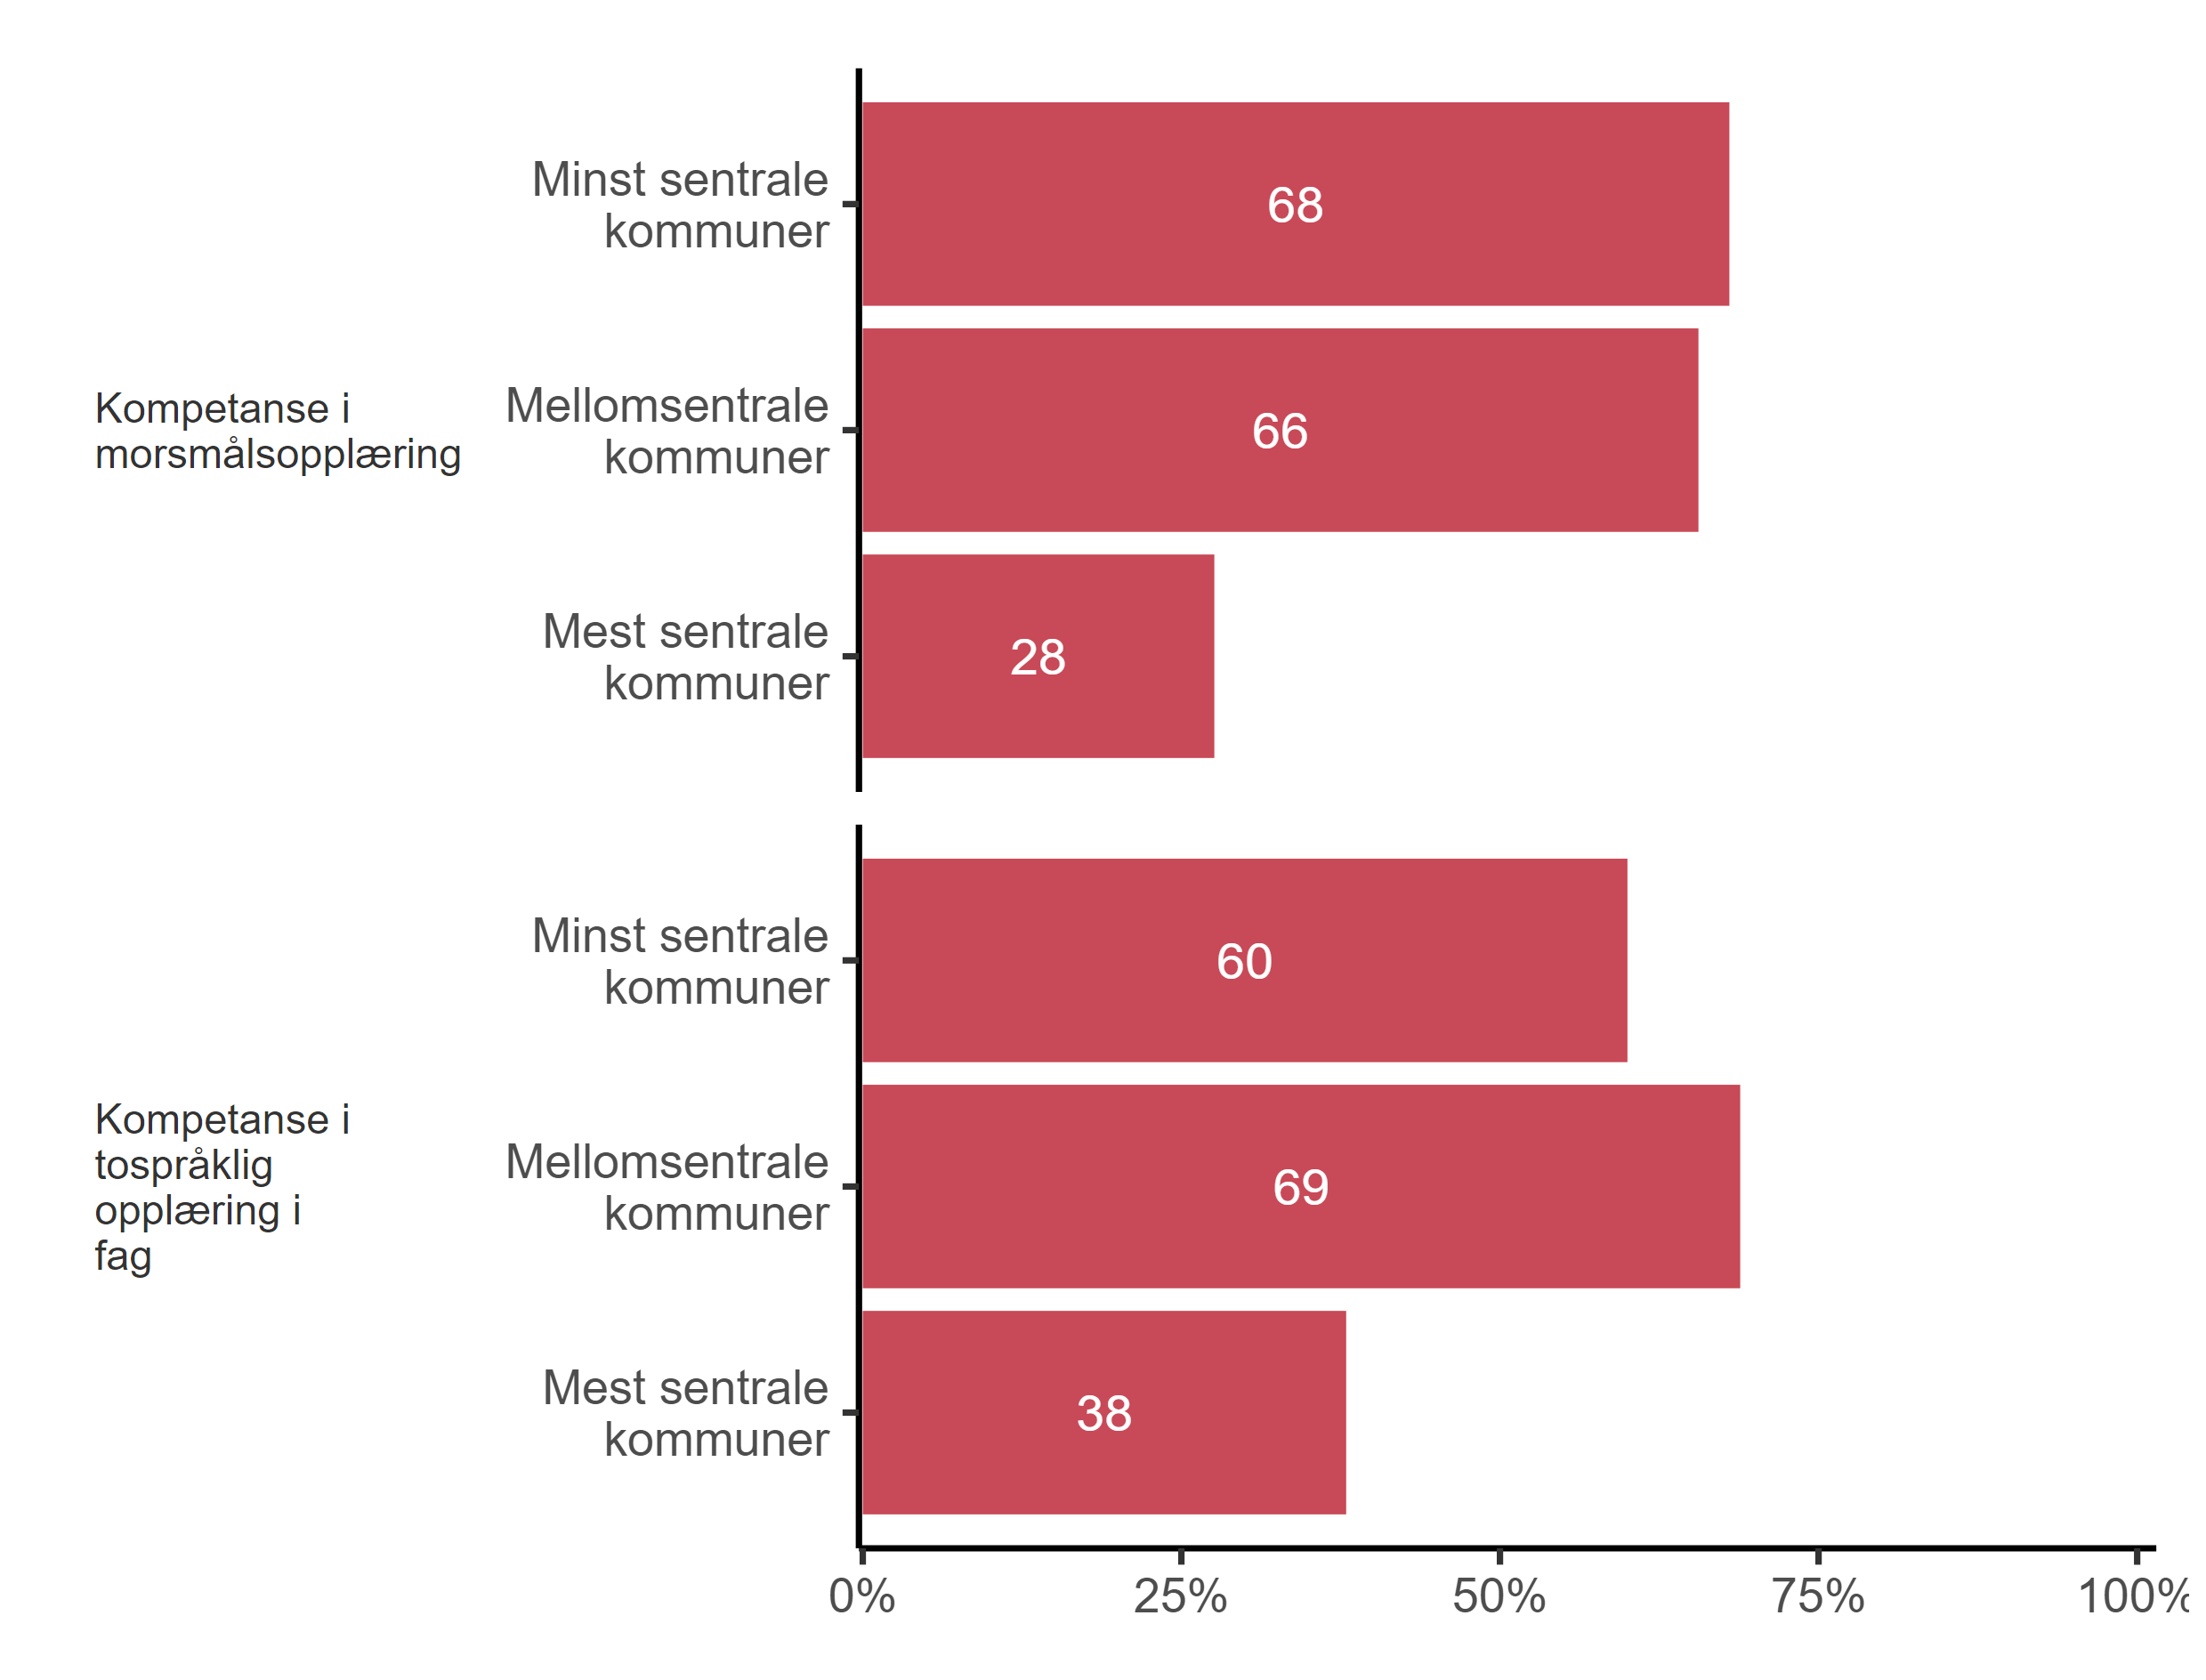 Kompetanse i
morsmålsopplæring
Minst sentrale
kommuner
68
Mellomsentrale
kommuner
66
Mest sentrale
kommuner
28
Kompetanse i
tospråklig
opplæring i
fag
Minst sentrale
kommuner
60
Mellomsentrale
kommuner
69
Mest sentrale
kommuner
38
0% 25% 50% 75% 100%